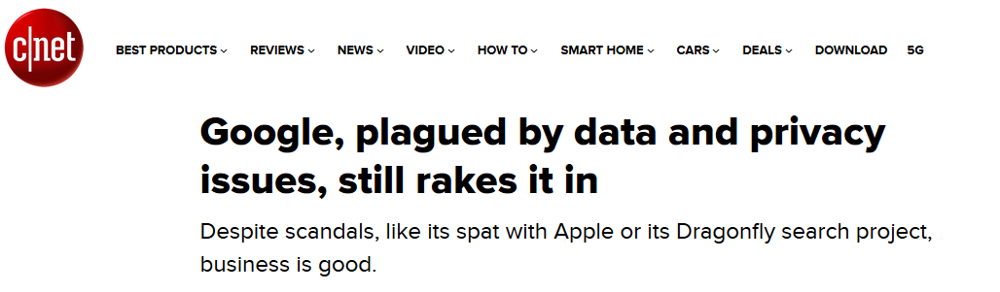 c|net
BEST PRODUCTS REVIEWS NEWS VIDEO HOW TO SMART HOME CARS DEALS DOWNLOAD 5G
Google, plagued by data and privacy
issues, still rakes it in
Despite scandals, like its spat with Apple or its Dragonfly search project,
business is good.